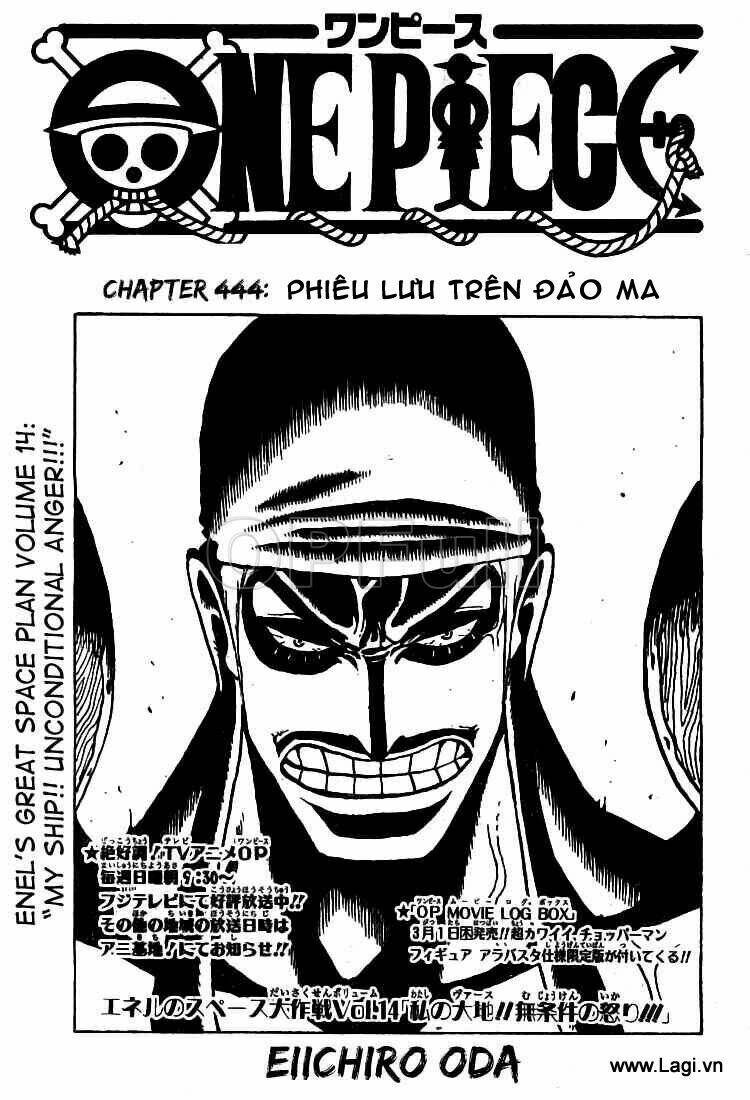 ワンピース
ONE PIECE
CHAPTER 444: PHIÊU LƯU TRÊN ĐẢO MA
ENEL'S GREAT SPACE PLAN VOLUME 14:
"MY SHIP!! UNCONDITIONAL ANGER!!!"
OPFull
★絶好調!!TVアニメOP
毎週日曜朝9:30〜
フジテレビにて好評放送中!!
その他の地域の放送日時は
アニ基地!にてお知らせ!!
★「OP MOVIE LOG BOX」
3月1日困発売!!超カワイイチョッパーマン
フィギュア アラバスタ仕様限定版が付いてくる!!
エネルのスペース大作戦Vol.14「私の大地!!無条件の怒り!!!」
EIICHIRO ODA
www.Lagi.vn